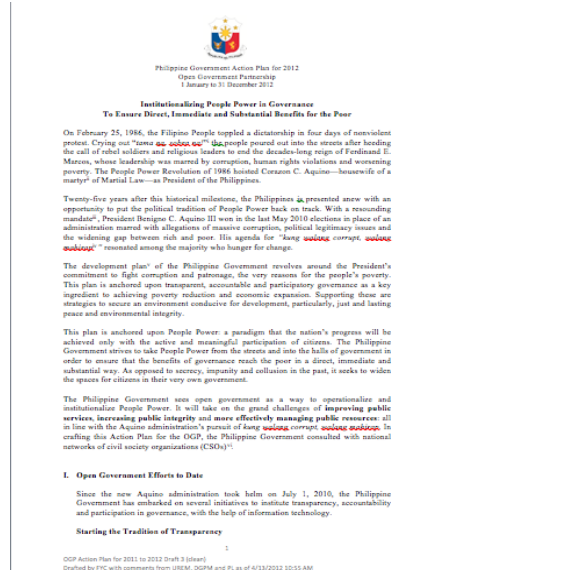 Philippine Government Action Plan for 2012
Open Government Partnership
1 January to 31 December 2012
Institutionalizing People Power in Governance
To Ensure Direct, Immediate and Substantial Benefits for the Poor
On February 25, 1986, the Filipino People toppled a dictatorship in four days of nonviolent
protest. Crying out "tama na, sobra na!" the people poured out into the streets after heeding
the call of rebel soldiers and religious leaders to end the decades-long reign of Ferdinand E.
Marcos, whose leadership was marred by corruption, human rights violations and worsening
poverty. The People Power Revolution of 1986 hoisted Corazon C. Aquino—housewife of a
martyr of Martial Law—as President of the Philippines.
Twenty-five years after this historical milestone, the Philippines is presented anew with an
opportunity to put the political tradition of People Power back on track. With a resounding
mandate, President Benigno C. Aquino III won in the last May 2010 elections in place of an
administration marred with allegations of massive corruption, political legitimacy issues and
the widening gap between rich and poor. His agenda for "kung walang corrupt, walang
mahirap" resonated among the majority who hunger for change.
The development plan of the Philippine Government revolves around the President's
commitment to fight corruption and patronage, the very reasons for the people's poverty.
This plan is anchored upon transparent, accountable and participatory governance as a key
ingredient to achieving poverty reduction and economic expansion. Supporting these are
strategies to secure an environment conducive for development, particularly, just and lasting
peace and environmental integrity.
This plan is anchored upon People Power: a paradigm that the nation's progress will be
achieved only with the active and meaningful participation of citizens. The Philippine
Government strives to take People Power from the streets and into the halls of government in
order to ensure that the benefits of governance reach the poor in a direct, immediate and
substantial way. As opposed to secrecy, impunity and collusion in the past, it seeks to widen
the spaces for citizens in their very own government.
The Philippine Government sees open government as a way to operationalize and
institutionalize People Power. It will take on the grand challenges of improving public
services, increasing public integrity and more effectively managing public resources: all
in line with the Aquino administration's pursuit of kung walang corrupt, walang mahirap. In
crafting this Action Plan for the OGP, the Philippine Government consulted with national
networks of civil society organizations (CSOs)
I. Open Government Efforts to Date
Since the new Aquino administration took helm on July 1, 2010, the Philippine
Government has embarked on several initiatives to institute transparency, accountability
and participation in governance, with the help of information technology.
Starting the Tradition of Transparency
1
OGP Action Plan for 2011 to 2012 Draft 3 (clean)
Drafted by FYC with comments from UREM, DGPM and PL as of 4/13/2012 10:55 AM